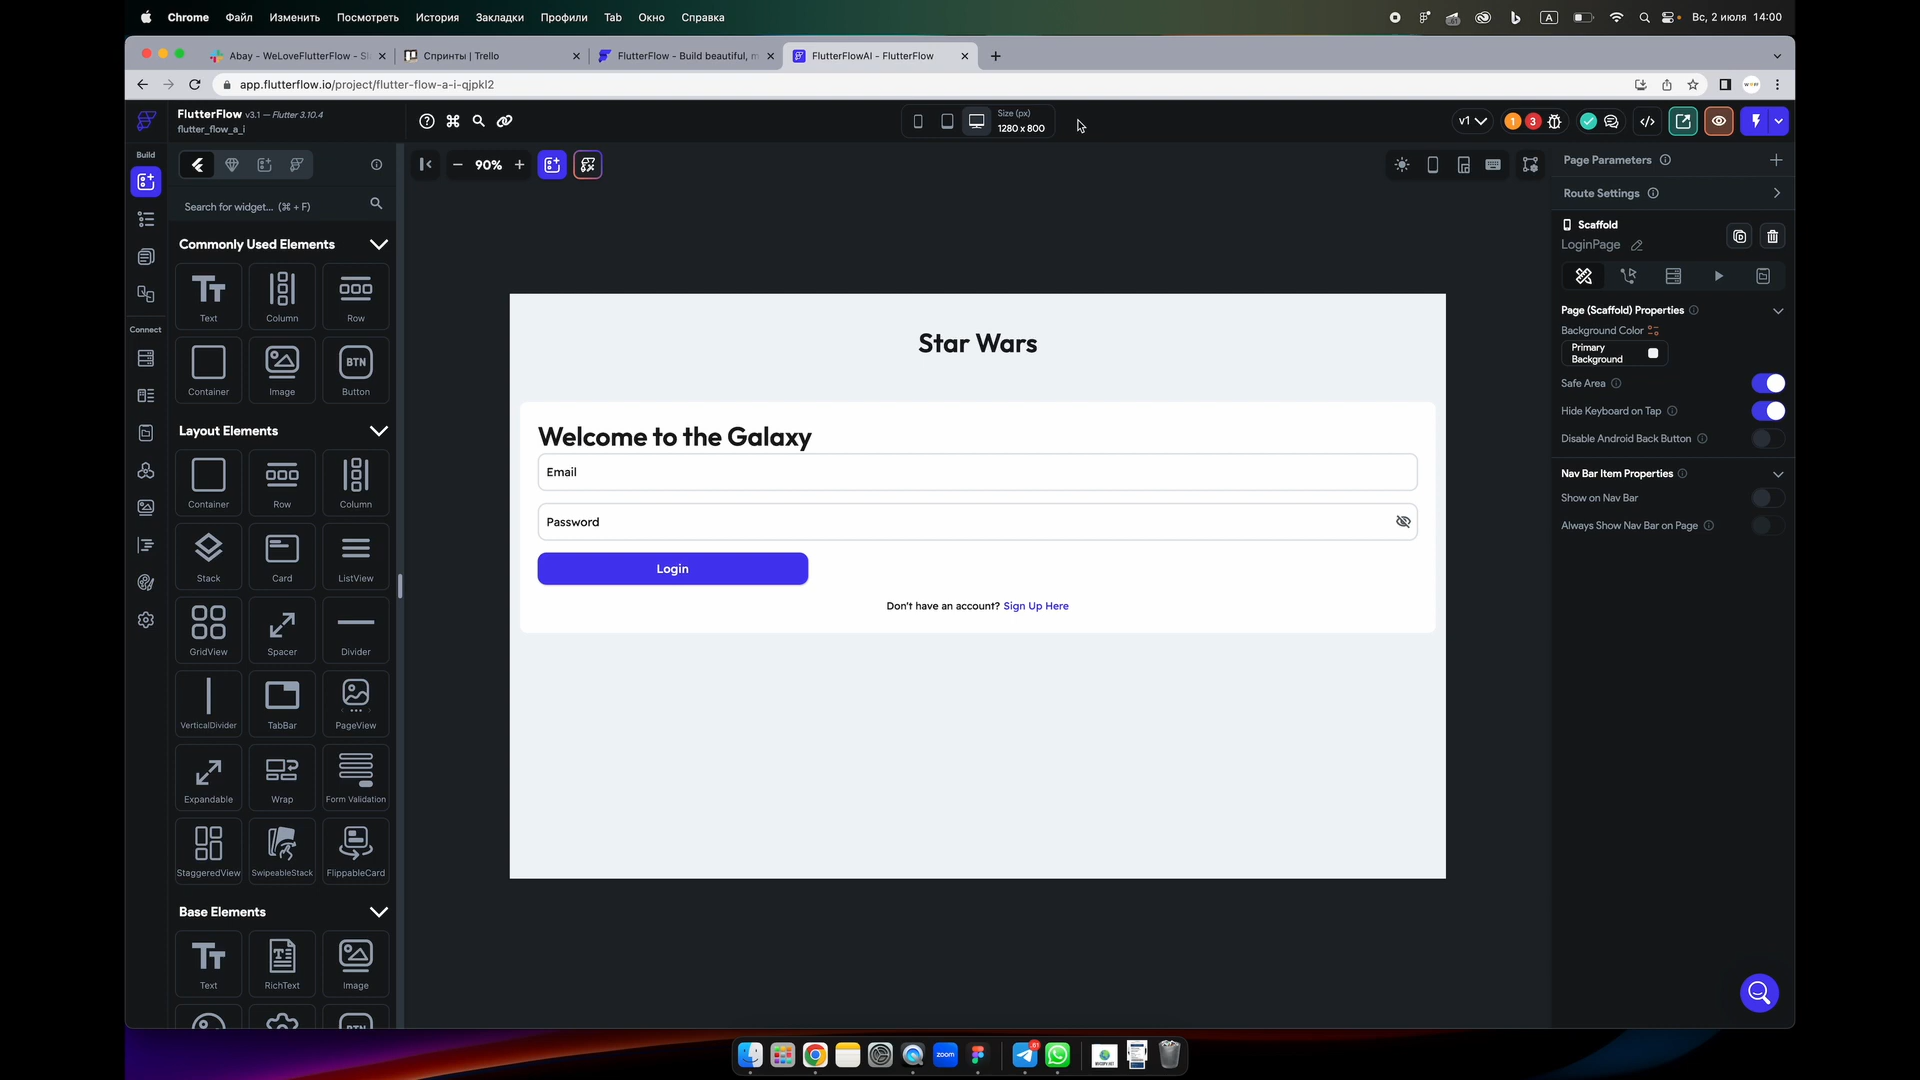 Chrome Файл Изменить Посмотреть История Закладки Профили Tab Окно Справка
A
Вс, 2 июля 14:00
Abay - WeLoveFlutterFlow - Sl
Спринты | Trello
FlutterFlow - Build beautiful, m
FlutterFlowAI - FlutterFlow
app.flutterflow.io/project/flutter-flow-a-i-qjpkl2
FlutterFlow v3.1 — Flutter 3.10.4
flutter_flow_a_i
Size (px)
1280 x 800
v1
1
3
Build
90%
Page Parameters
Search for widget... (⌘ + F)
Route Settings
Commonly Used Elements
Scaffold
LoginPage
Text
Column
Row
Connect
Container
Image
BTN
Button
Page (Scaffold) Properties
Background Color
Primary
Background
Safe Area
Hide Keyboard on Tap
Disable Android Back Button
Nav Bar Item Properties
Show on Nav Bar
Always Show Nav Bar on Page
Star Wars
Welcome to the Galaxy
Email
Password
Login
Don't have an account? Sign Up Here
Layout Elements
Container
Row
Column
Stack
Card
ListView
GridView
Spacer
Divider
VerticalDivider
TabBar
PageView
Expandable
Wrap
Form Validation
StaggeredView
SwipeableStack
FlippableCard
Base Elements
Text
RichText
Image
zoom